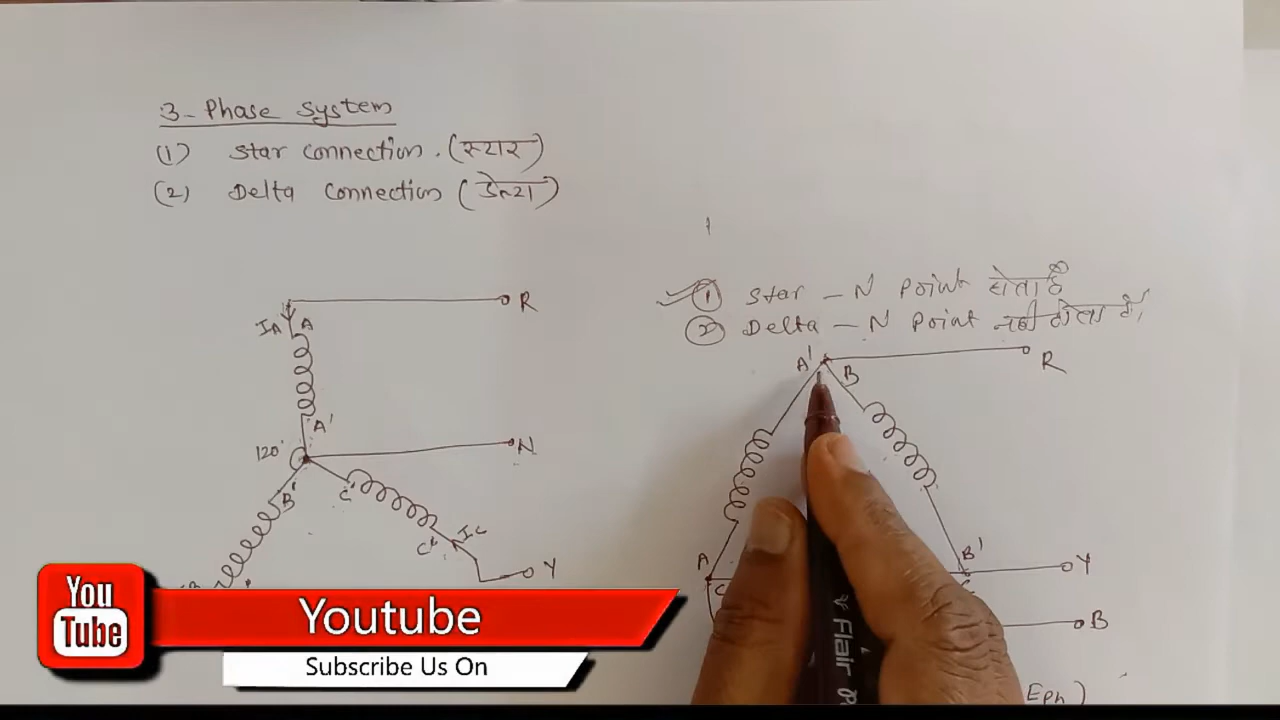 3-Phase System
(1) Star Connection. (स्टार)
(2) Delta Connection (डेल्टा)
① Star - N Point होता है
② Delta - N Point नही होता है।
R
IA A
A'
120°
N
B'
C'
C
IC
Y
A'
B
R
A
C
B'
C
Y
B
Eph)
Flair
You
Tube
Youtube
Subscribe Us On